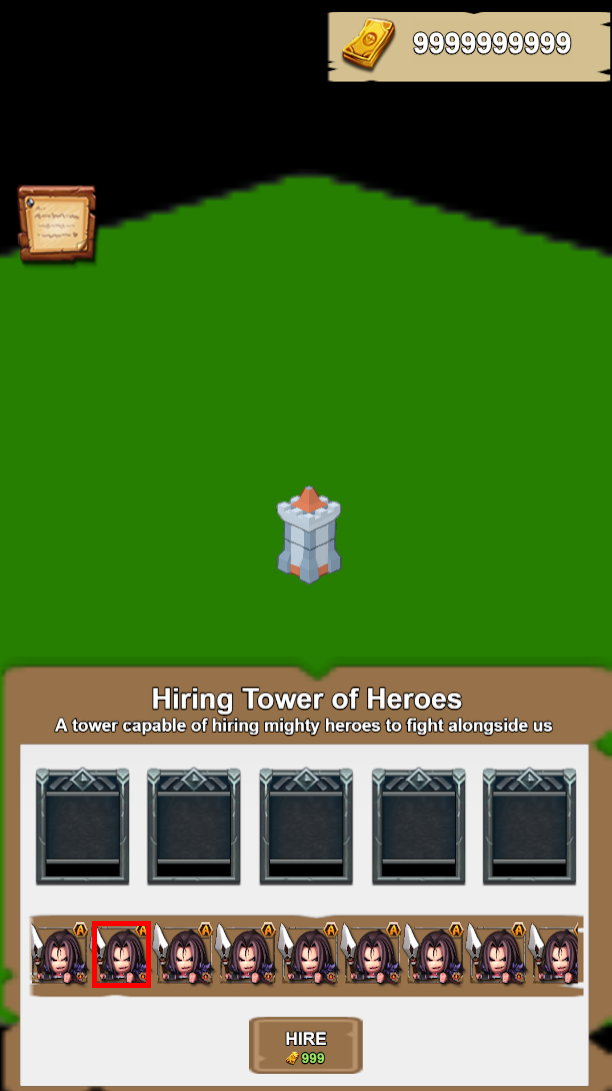 9999999999
Hiring Tower of Heroes
A tower capable of hiring mighty heroes to fight alongside us
A A A A A A A A
HIRE
999